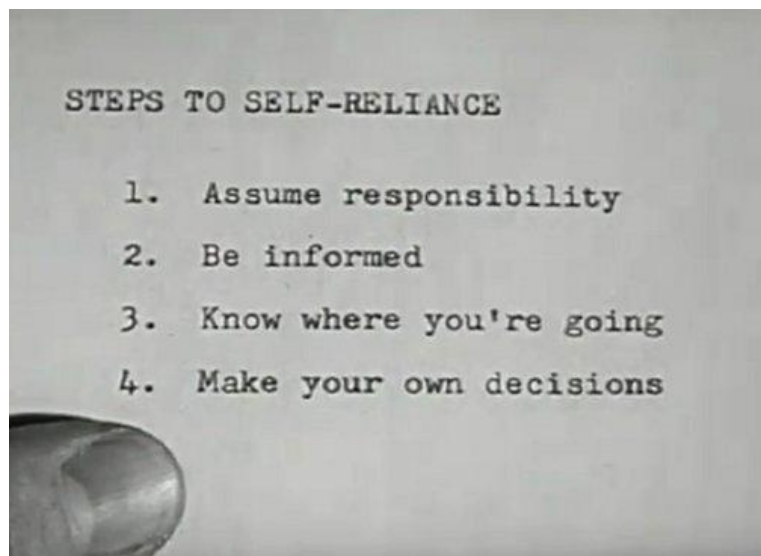 STEPS TO SELF-RELIANCE
1. Assume responsibility
2. Be informed
3. Know where you're going
4. Make your own decisions